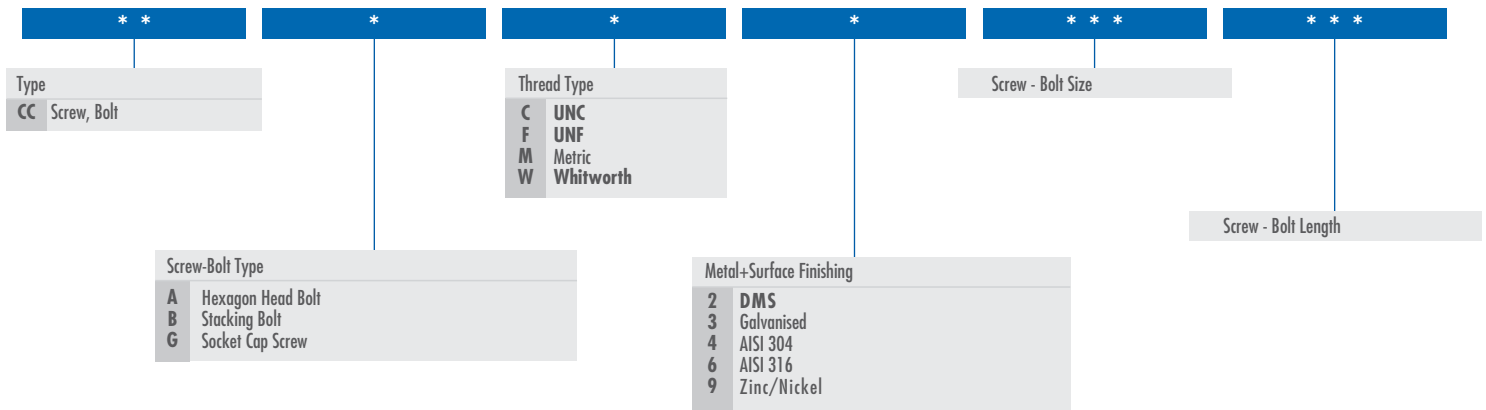 * *
*
*
*
* * *
* * *
Type
CC Screw, Bolt
Thread Type
C UNC
F UNF
M Metric
W Whitworth
Screw - Bolt Size
Screw - Bolt Length
Screw-Bolt Type
A Hexagon Head Bolt
B Stacking Bolt
G Socket Cap Screw
Metal+Surface Finishing
2 DMS
3 Galvanised
4 AISI 304
6 AISI 316
9 Zinc/Nickel